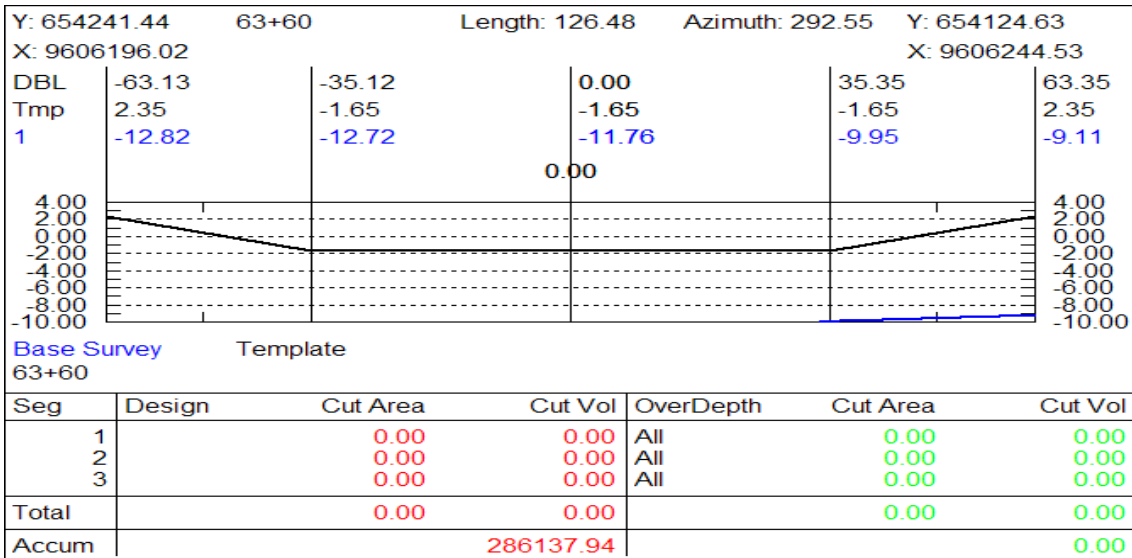 Y: 654241.44 63+60 Length: 126.48 Azimuth: 292.55 Y: 654124.63
X: 9606196.02 X: 9606244.53
DBL -63.13 -35.12 0.00 35.35 63.35
Tmp 2.35 -1.65 -1.65 -1.65 2.35
1 -12.82 -12.72 -11.76 -9.95 -9.11
0.00
4.00 4.00
2.00 2.00
0.00 0.00
-2.00 -2.00
-4.00 -4.00
-6.00 -6.00
-8.00 -8.00
-10.00 -10.00
Base Survey Template
63+60
Seg Design Cut Area Cut Vol OverDepth Cut Area Cut Vol
1 0.00 0.00 All 0.00 0.00
2 0.00 0.00 All 0.00 0.00
3 0.00 0.00 All 0.00 0.00
Total 0.00 0.00 0.00 0.00
Accum 286137.94 0.00